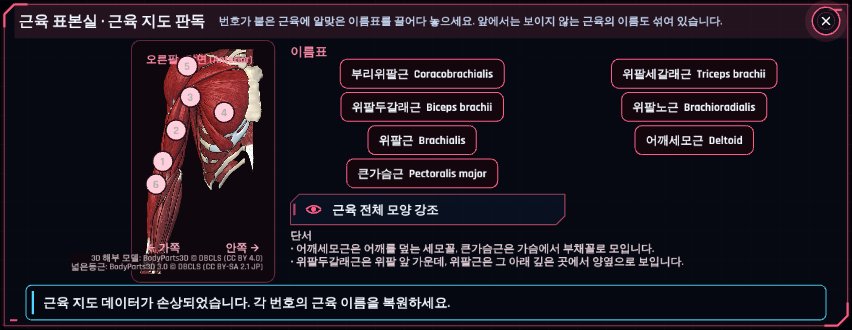 근육 표본실 · 근육 지도 판독 번호가 붙은 근육에 알맞은 이름표를 끌어다 놓으세요. 앞에서는 보이지 않는 근육의 이름도 섞여 있습니다.
오른팔
이름표
5
부리위팔근 Coracobrachialis
위팔세갈래근 Triceps brachii
3
4
위팔두갈래근 Biceps brachii
위팔노근 Brachioradialis
2
위팔근 Brachialis
어깨세모근 Deltoid
1
큰가슴근 Pectoralis major
6
근육 전체 모양 강조
단서
· 어깨세모근은 어깨를 덮는 세모꼴, 큰가슴근은 가슴에서 부채꼴로 모입니다.
· 위팔두갈래근은 위팔 앞 가운데, 위팔근은 그 아래 깊은 곳에서 양옆으로 보입니다.
가쪽 안쪽 →
3D 해부 모델: BodyParts3D © DBCLS (CC BY 4.0)
넓은등근: BodyParts3D 3.0 © DBCLS (CC BY-SA 2.1 JP)
근육 지도 데이터가 손상되었습니다. 각 번호의 근육 이름을 복원하세요.